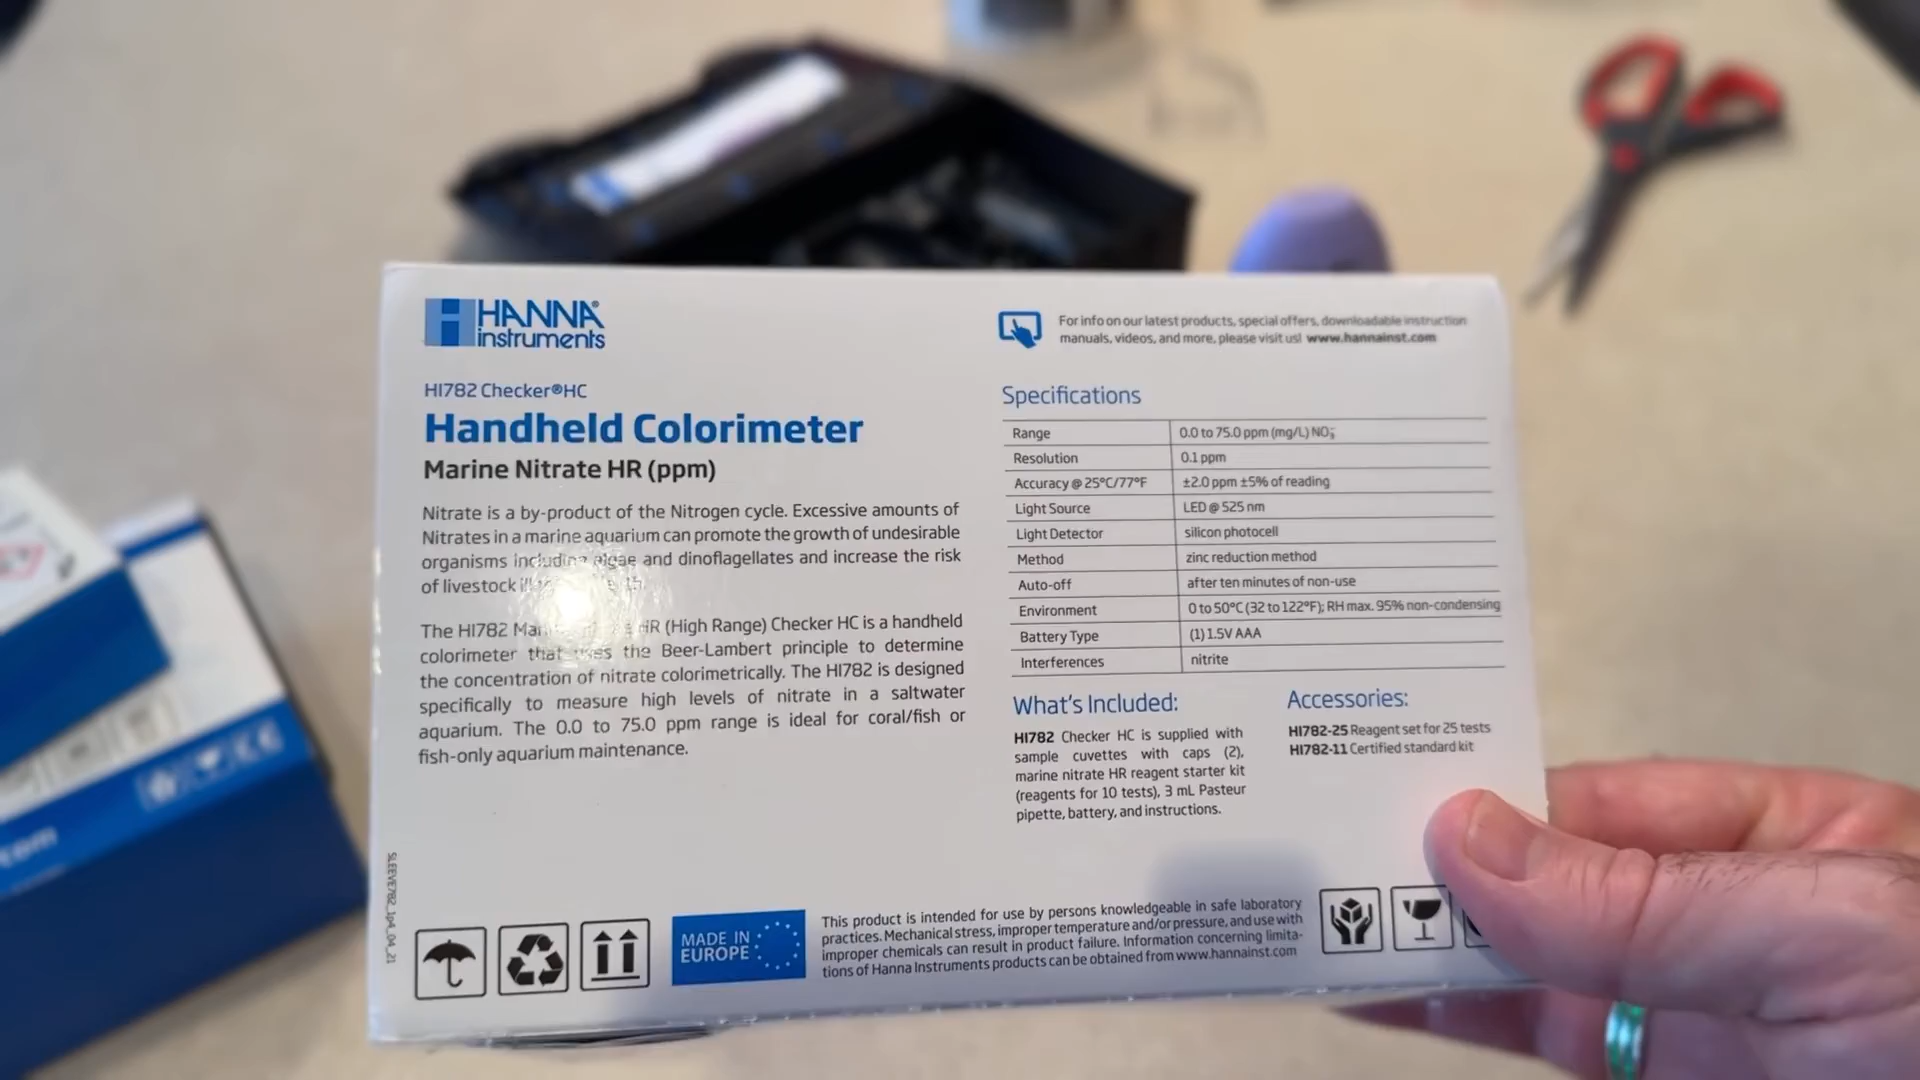 HANNA®
instruments
HI782 Checker®HC
Handheld Colorimeter
Marine Nitrate HR (ppm)
Nitrate is a by-product of the Nitrogen cycle. Excessive amounts of
Nitrates in a marine aquarium can promote the growth of undesirable
organisms including algae and dinoflagellates and increase the risk
of livestock
The HI782 HR (High Range) Checker HC is a handheld
colorimeter that uses the Beer-Lambert principle to determine
the concentration of nitrate colorimetrically. The HI782 is designed
specifically to measure high levels of nitrate in a saltwater
aquarium. The 0.0 to 75.0 ppm range is ideal for coral/fish or
fish-only aquarium maintenance.
For info on our latest products, special offers, downloadable instruction
manuals, videos, and more, please visit us! www.hannainst.com
Specifications
Range 0.0 to 75.0 ppm (mg/L) NO₃⁻
Resolution 0.1 ppm
Accuracy @ 25°C/77°F ±2.0 ppm ±5% of reading
Light Source LED @ 525 nm
Light Detector silicon photocell
Method zinc reduction method
Auto-off after ten minutes of non-use
Environment 0 to 50°C (32 to 122°F); RH max. 95% non-condensing
Battery Type (1) 1.5V AAA
Interferences nitrite
What's Included:
HI782 Checker HC is supplied with
sample cuvettes with caps (2),
marine nitrate HR reagent starter kit
(reagents for 10 tests), 3 mL Pasteur
pipette, battery, and instructions.
Accessories:
HI782-25 Reagent set for 25 tests
HI782-11 Certified standard kit
SLEEVE782_1p4_04_21
MADE IN
EUROPE
This product is intended for use by persons knowledgeable in safe laboratory
practices. Mechanical stress, improper temperature and/or pressure, and use with
improper chemicals can result in product failure. Information concerning limita-
tions of Hanna Instruments products can be obtained from www.hannainst.com
CE